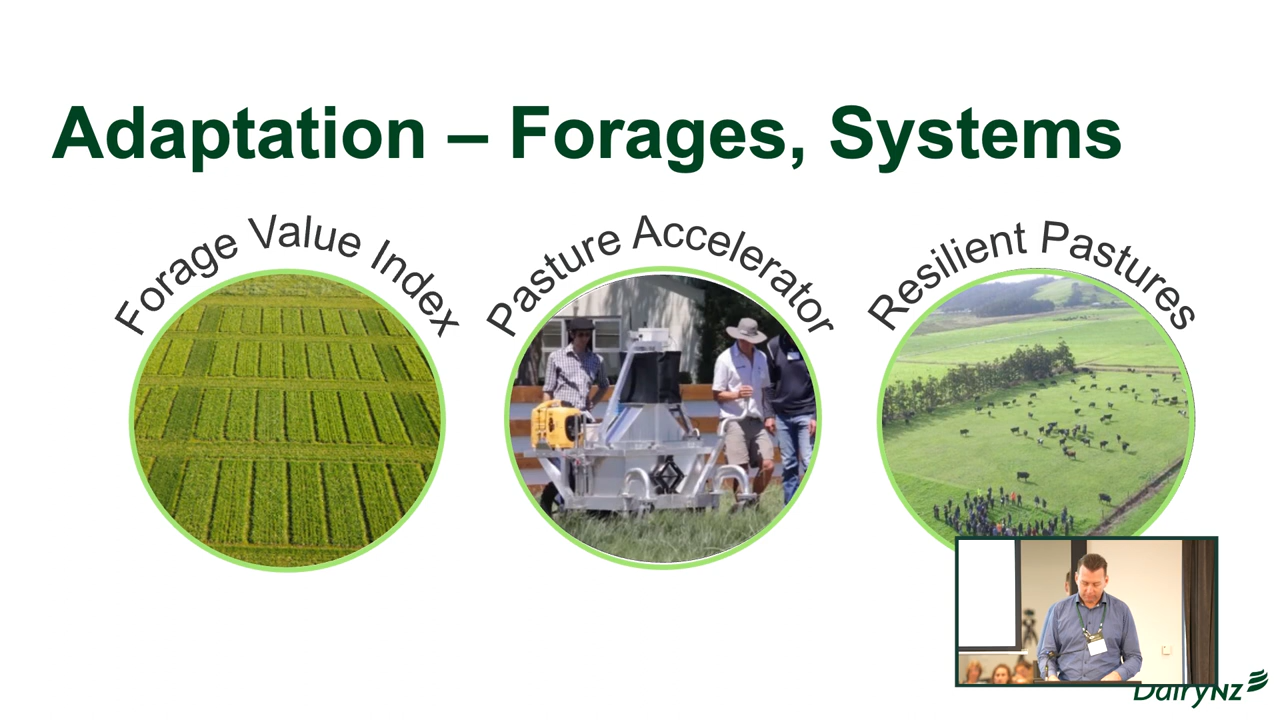 Adaptation – Forages, Systems
Forage Value Index
Pasture Accelerator
Resilient Pastures
DairyNZ